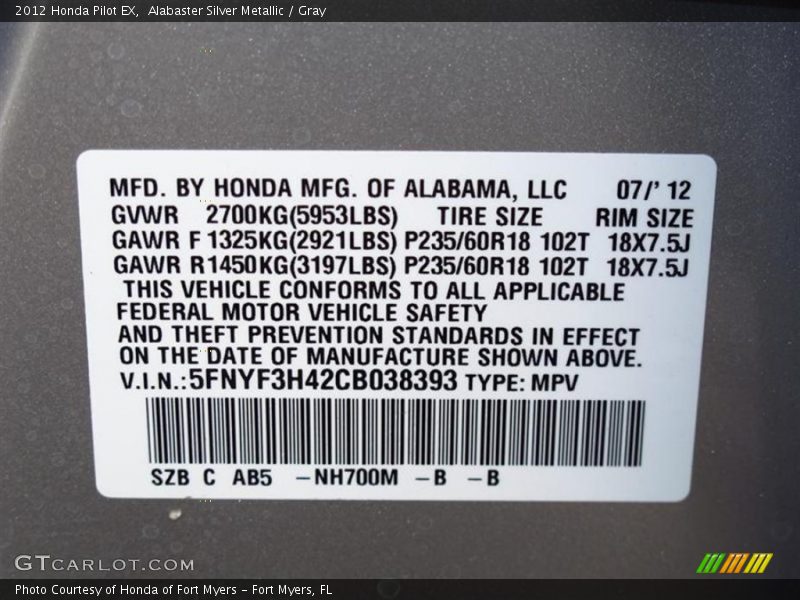 2012 Honda Pilot EX,  Alabaster Silver Metallic / Gray
MFD. BY HONDA MFG. OF ALABAMA, LLC 07/' 12
GVWR 2700KG(5953LBS) TIRE SIZE RIM SIZE
GAWR F 1325KG(2921LBS) P235/60R18 102T 18X7.5J
GAWR R1450KG(3197LBS) P235/60R18 102T 18X7.5J
THIS VEHICLE CONFORMS TO ALL APPLICABLE
FEDERAL MOTOR VEHICLE SAFETY
AND THEFT PREVENTION STANDARDS IN EFFECT
ON THE DATE OF MANUFACTURE SHOWN ABOVE.
V.I.N.:5FNYF3H42CB038393 TYPE: MPV
SZB C AB5 -NH700M -B -B
GTCARLOT.COM
Photo Courtesy of Honda of Fort Myers - Fort Myers, FL